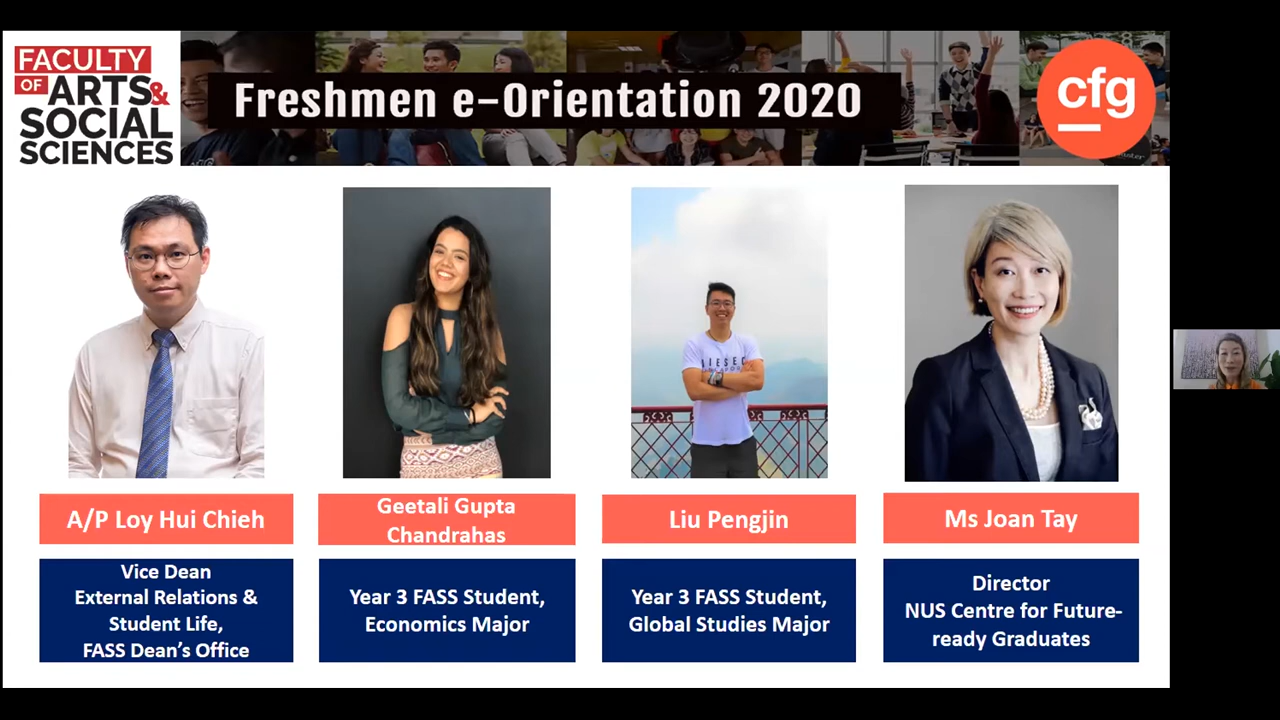 FACULTY
OF ARTS&
SOCIAL
SCIENCES
Freshmen e-Orientation 2020
cfg
A/P Loy Hui Chieh
Vice Dean
External Relations &
Student Life,
FASS Dean's Office
Geetali Gupta
Chandrahas
Year 3 FASS Student,
Economics Major
AIESEC
Liu Pengjin
Year 3 FASS Student,
Global Studies Major
Ms Joan Tay
Director
NUS Centre for Future-
ready Graduates